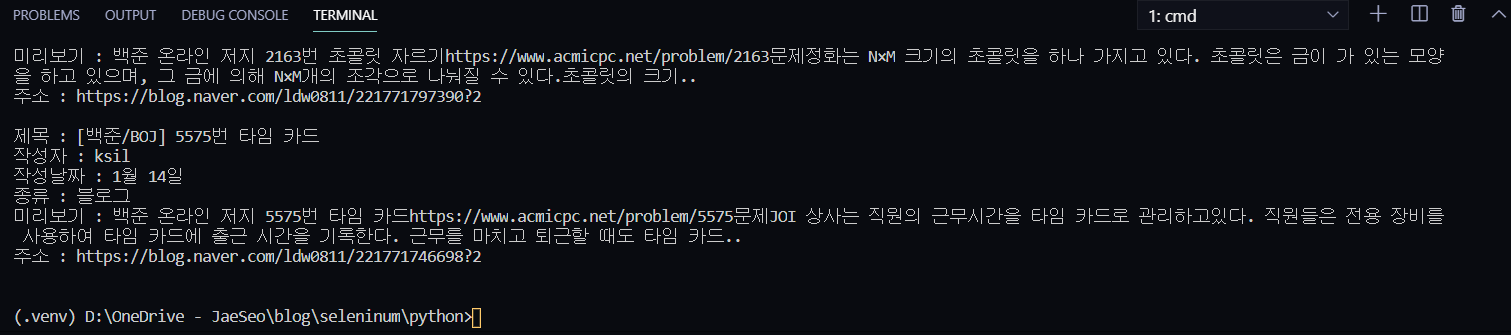 PROBLEMS OUTPUT DEBUG CONSOLE TERMINAL 1: cmd
미리보기 : 백준 온라인 저지 2163번 초콜릿 자르기https://www.acmicpc.net/problem/2163문제정화는 N×M 크기의 초콜릿을 하나 가지고 있다. 초콜릿은 금이 가 있는 모양
을 하고 있으며, 그 금에 의해 N×M개의 조각으로 나눠질 수 있다.초콜릿의 크기..
주소 : https://blog.naver.com/ldw0811/221771797390?2
제목 : [백준/BOJ] 5575번 타임 카드
작성자 : ksil
작성날짜 : 1월 14일
종류 : 블로그
미리보기 : 백준 온라인 저지 5575번 타임 카드https://www.acmicpc.net/problem/5575문제JOI 상사는 직원의 근무시간을 타임 카드로 관리하고있다. 직원들은 전용 장비를
사용하여 타임 카드에 출근 시간을 기록한다. 근무를 마치고 퇴근할 때도 타임 카드..
주소 : https://blog.naver.com/ldw0811/221771746698?2
(.venv) D:\OneDrive - JaeSeo\blog\seleninum\python>